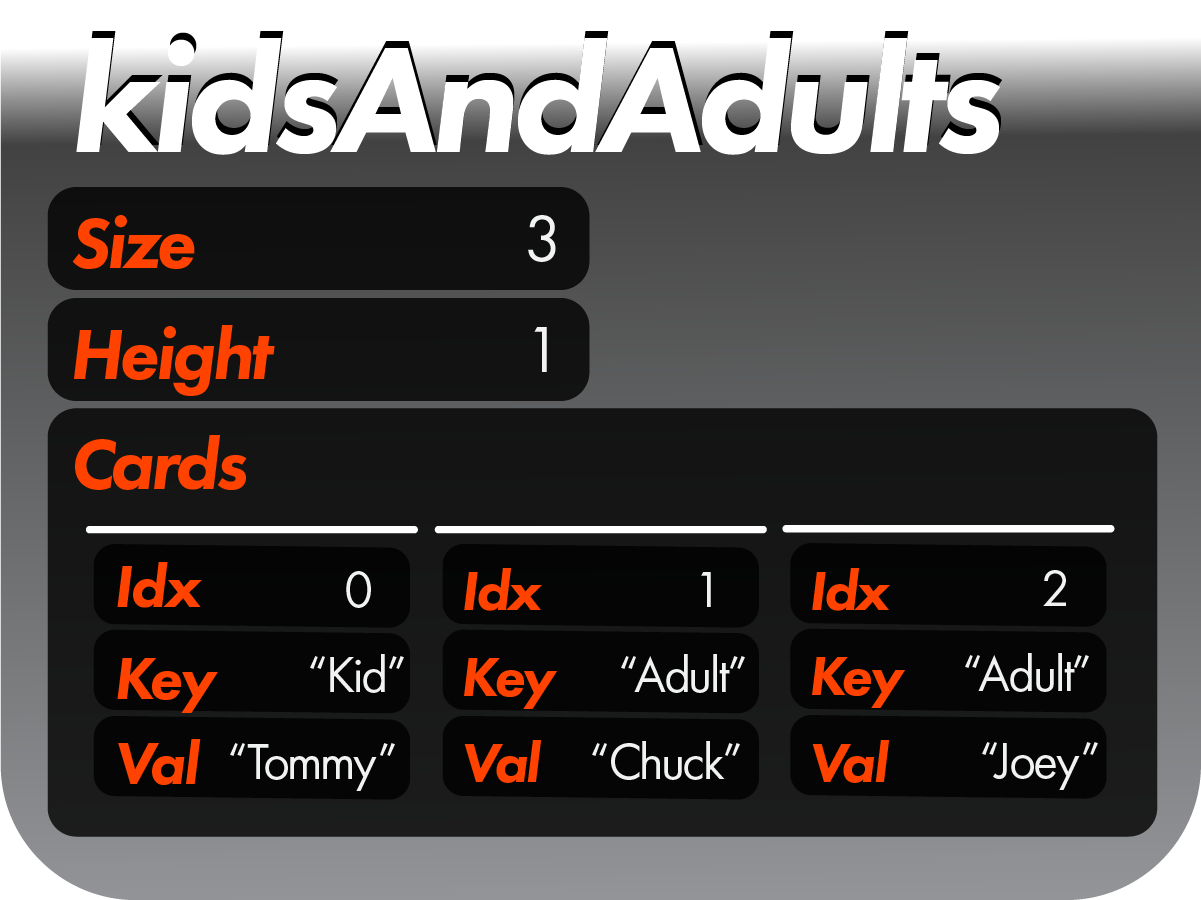 kidsAndAdults
Size 3
Height 1
Cards
Idx 0 Idx 1 Idx 2
Key “Kid” Key “Adult” Key “Adult”
Val “Tommy” Val “Chuck” Val “Joey”